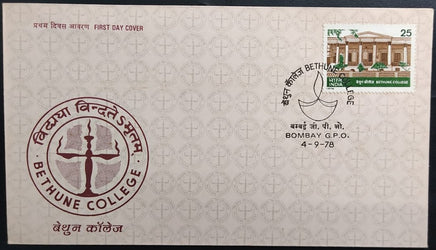 प्रथम दिवस आवरण FIRST DAY COVER
25
भारत INDIA
बेथुन कॉलेज BETHUNE COLLEGE
बेथुन कॉलेज BETHUNE COLLEGE
बम्बई जी. पी. ओ.
BOMBAY G.P.O.
4-9-78
विद्यया विन्दतेऽमृतम्
BETHUNE COLLEGE
बेथुन कॉलेज